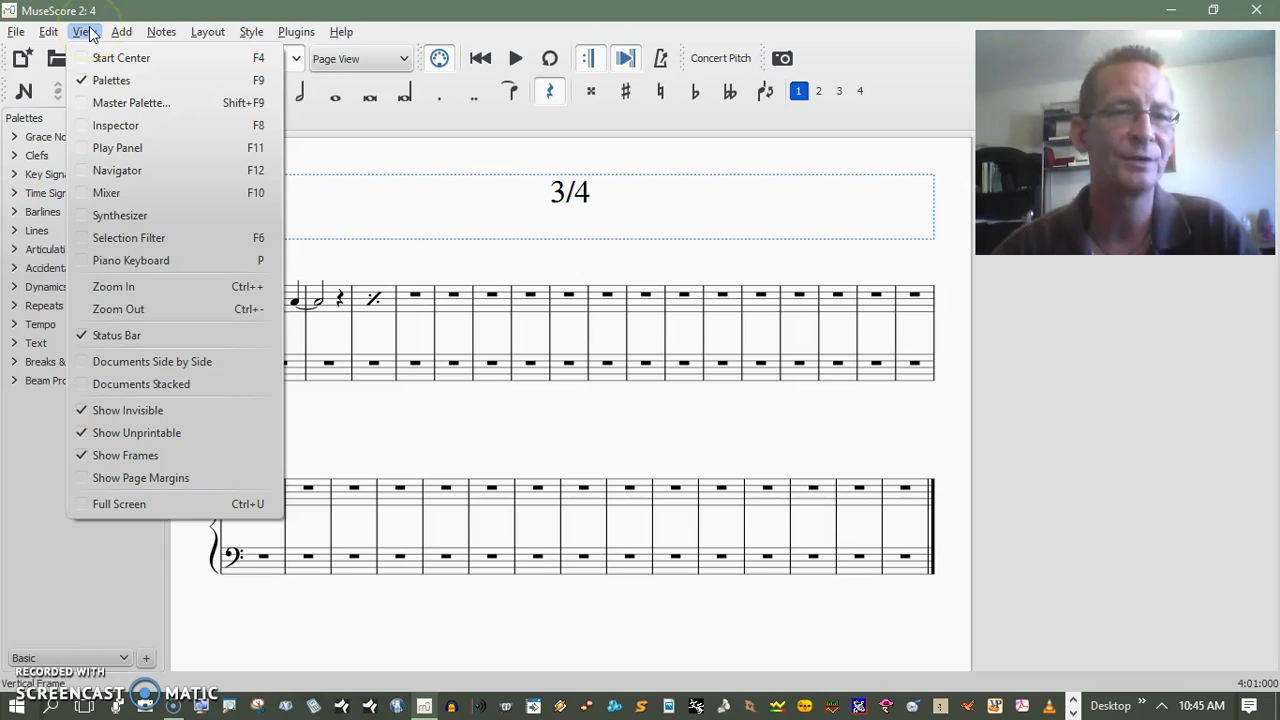 MuseScore 2: 4
File Edit View Add Notes Layout Style Plugins Help
Page View
Concert Pitch
1 2 3 4
Start Center F4
Palettes F9
Master Palette... Shift+F9
Inspector F8
Play Panel F11
Navigator F12
Mixer F10
Synthesizer
Selection Filter F6
Piano Keyboard P
Zoom In Ctrl++
Zoom Out Ctrl+-
Status Bar
Documents Side by Side
Documents Stacked
Show Invisible
Show Unprintable
Show Frames
Show Page Margins
Full Screen Ctrl+U
Palettes
Grace No
Clefs
Key Signa
Time Sign
Barlines
Lines
Articulati
Accidenta
Dynamics
Repeats
Tempo
Text
Breaks &
Beam Pro
3/4
Basic
+
RECORDED WITH
SCREENCAST MATIC
Vertical Frame
4:01:000
Desktop
10:45 AM